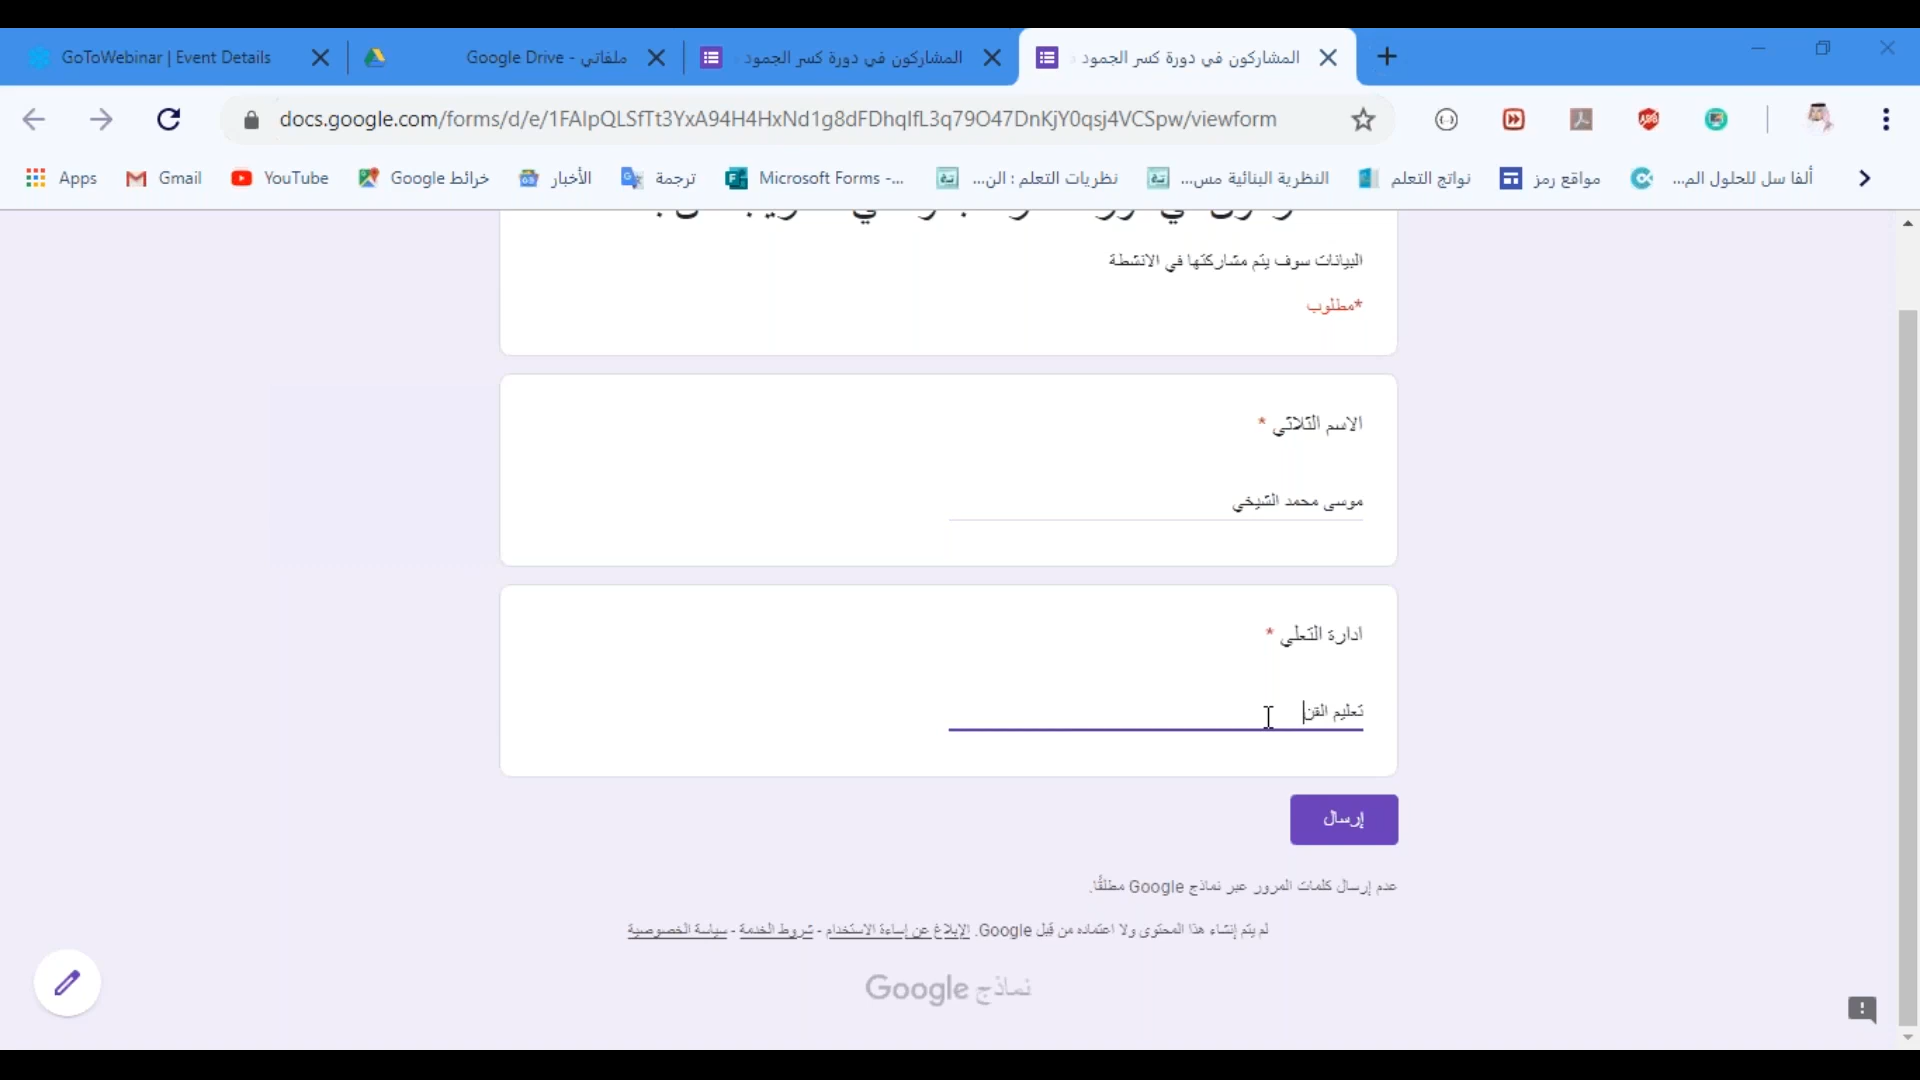 GoToWebinar | Event Details
ملفاتي - Google Drive
المشاركون في دورة كسر الجمود
المشاركون في دورة كسر الجمود
docs.google.com/forms/d/e/1FAIpQLSfTt3YxA94H4HxNd1g8dFDhqIfL3q79O47DnKjY0qsj4VCSpw/viewform
Apps
Gmail
YouTube
خرائط Google
الأخبار
ترجمة
Microsoft Forms -...
نظريات التعلم : الن...
النظرية البنائية مس...
نواتج التعلم
مواقع رمز
ألفا سل للحلول الم...
البيانات سوف يتم مشاركتها في الانشطة
*مطلوب
الاسم الثلاثي *
موسى محمد الشيخي
ادارة التعلي *
تعليم القن
إرسال
عدم إرسال كلمات المرور عبر نماذج Google مطلقًا.
لم يتم إنشاء هذا المحتوى ولا اعتماده من قِبل Google. الإبلاغ عن إساءة الاستخدام - شروط الخدمة - سياسة الخصوصية
نماذج Google